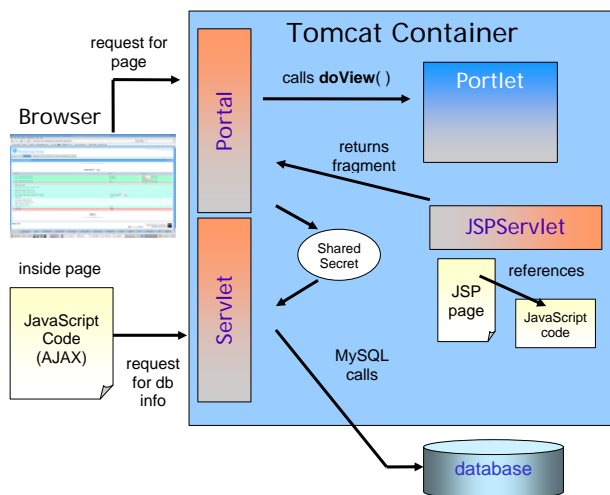 Tomcat Container
request for
page
Browser
Portal
calls doView( )
Portlet
returns
fragment
JSPServlet
Shared
Secret
inside page
JavaScript
Code
(AJAX)
Servlet
request
for db
info
JSP
page
references
JavaScript
code
MySQL
calls
database